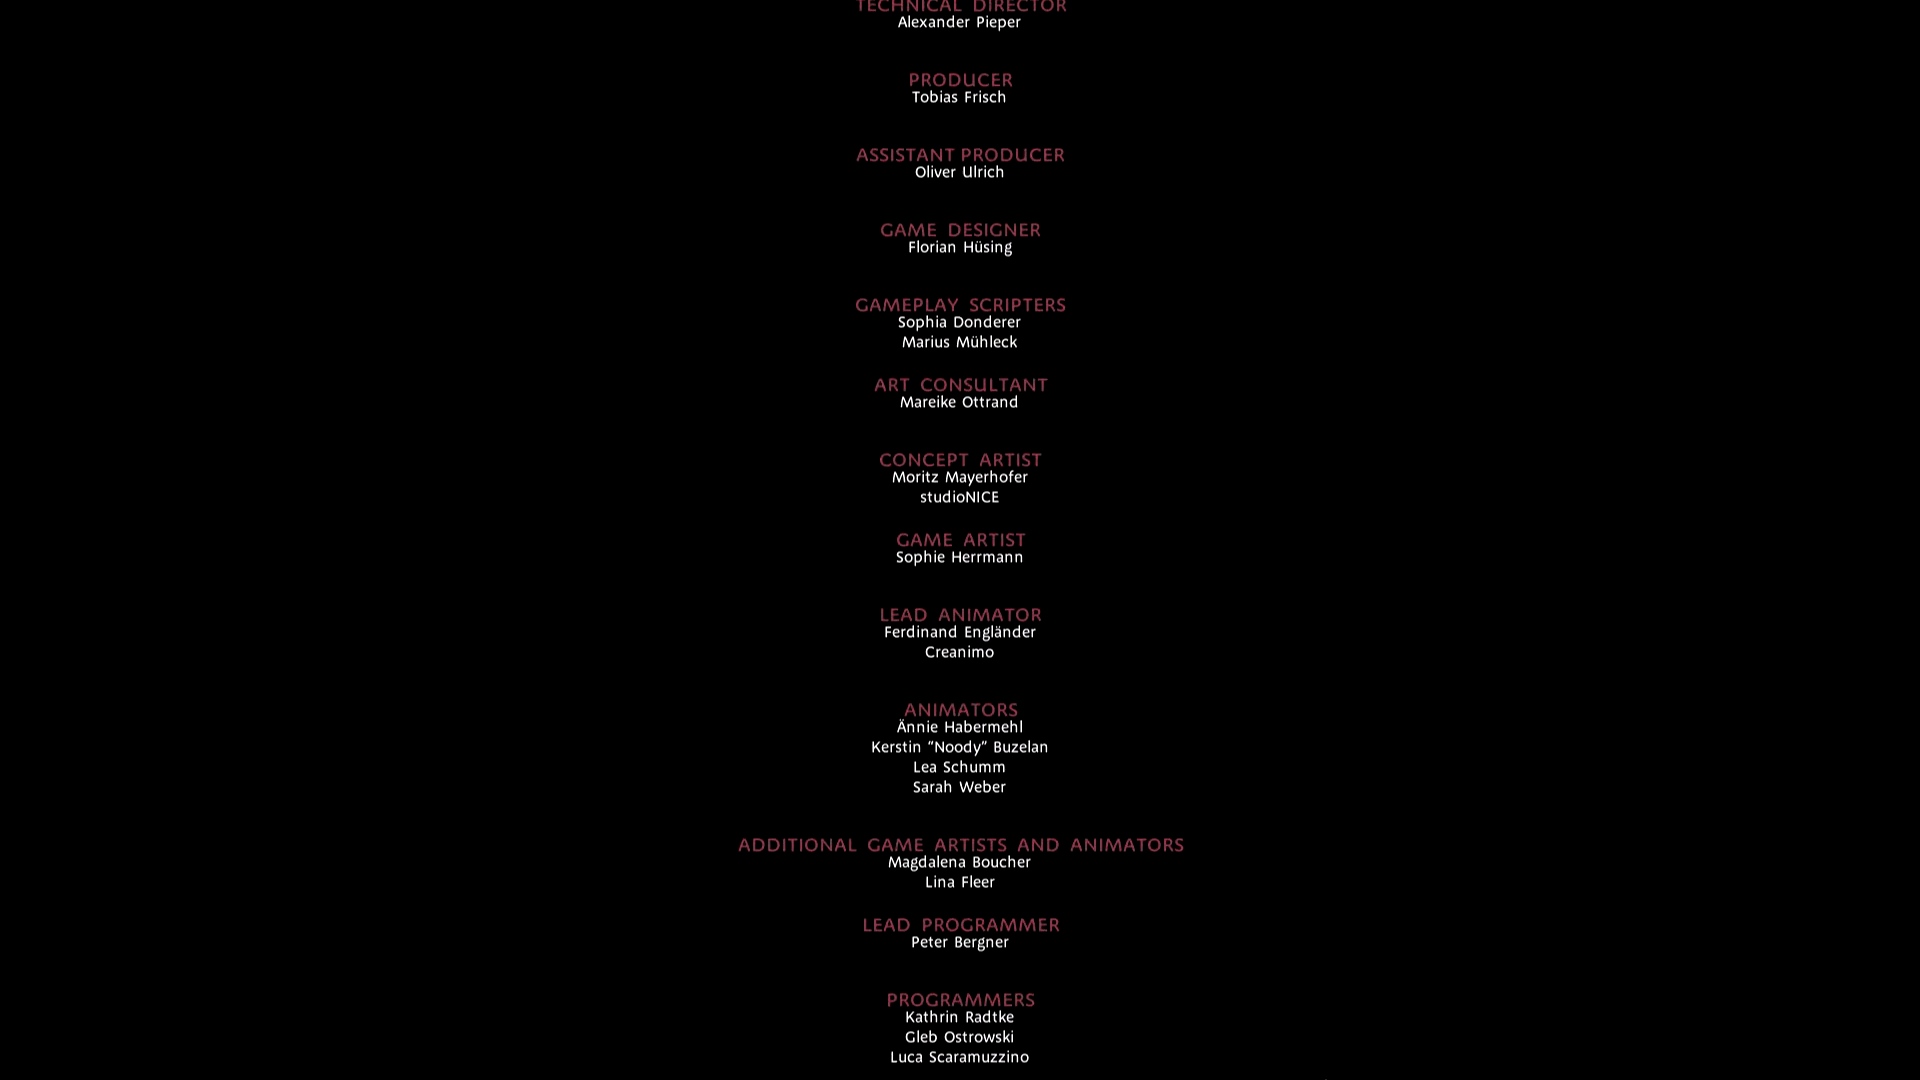 TECHNICAL DIRECTOR
Alexander Pieper
PRODUCER
Tobias Frisch
ASSISTANT PRODUCER
Oliver Ulrich
GAME DESIGNER
Florian Hüsing
GAMEPLAY SCRIPTERS
Sophia Donderer
Marius Mühleck
ART CONSULTANT
Mareike Ottrand
CONCEPT ARTIST
Moritz Mayerhofer
studioNICE
GAME ARTIST
Sophie Herrmann
LEAD ANIMATOR
Ferdinand Engländer
Creanimo
ANIMATORS
Ännie Habermehl
Kerstin “Noody” Buzelan
Lea Schumm
Sarah Weber
ADDITIONAL GAME ARTISTS AND ANIMATORS
Magdalena Boucher
Lina Fleer
LEAD PROGRAMMER
Peter Bergner
PROGRAMMERS
Kathrin Radtke
Gleb Ostrowski
Luca Scaramuzzino